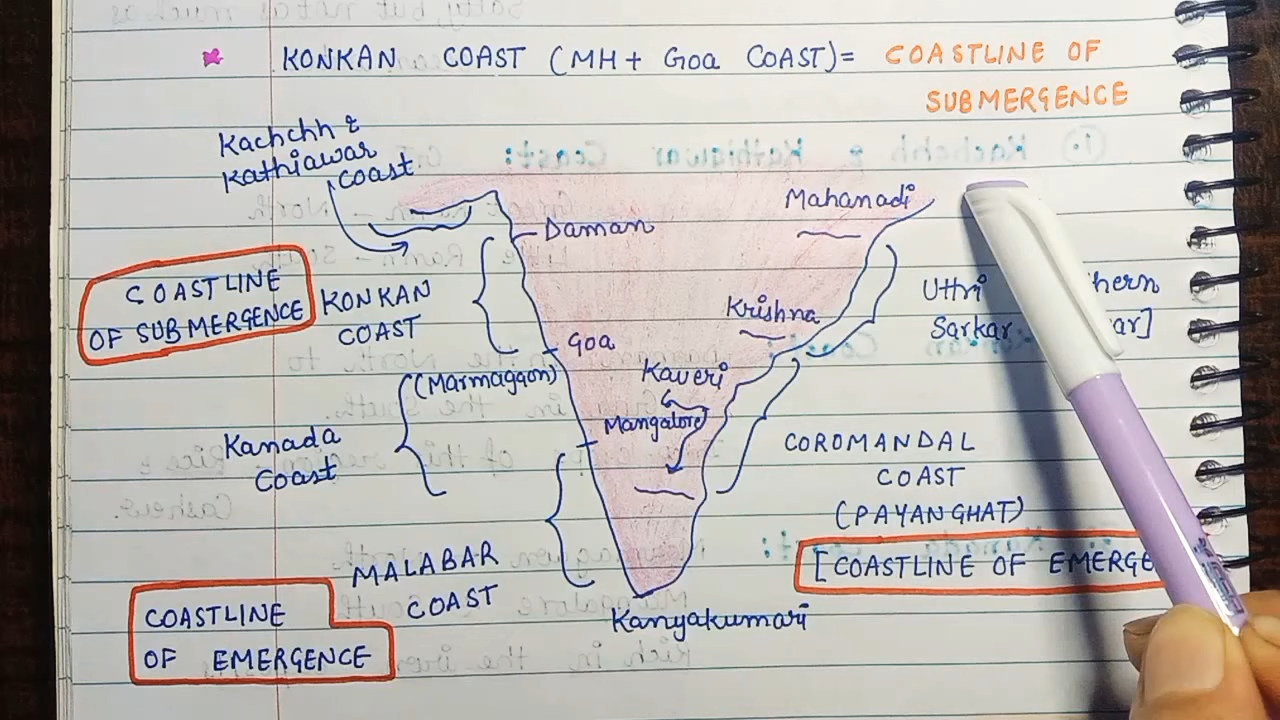 * KONKAN COAST (MH + Goa COAST) = COASTLINE OF
SUBMERGENCE
Kachchh &
Kathiawar
Coast.
Mahanadi
Daman
COASTLINE
OF SUBMERGENCE
KONKAN
COAST
Krishna
Uttri
hern
Sarkar
ar]
Goa
(Marmagaon)
Kaveri
Mangalore
Kanada
Coast
COROMANDAL
COAST
(PAYANGHAT)
[COASTLINE OF EMERGE
MALABAR
COAST
COASTLINE
OF EMERGENCE
Kanyakumari